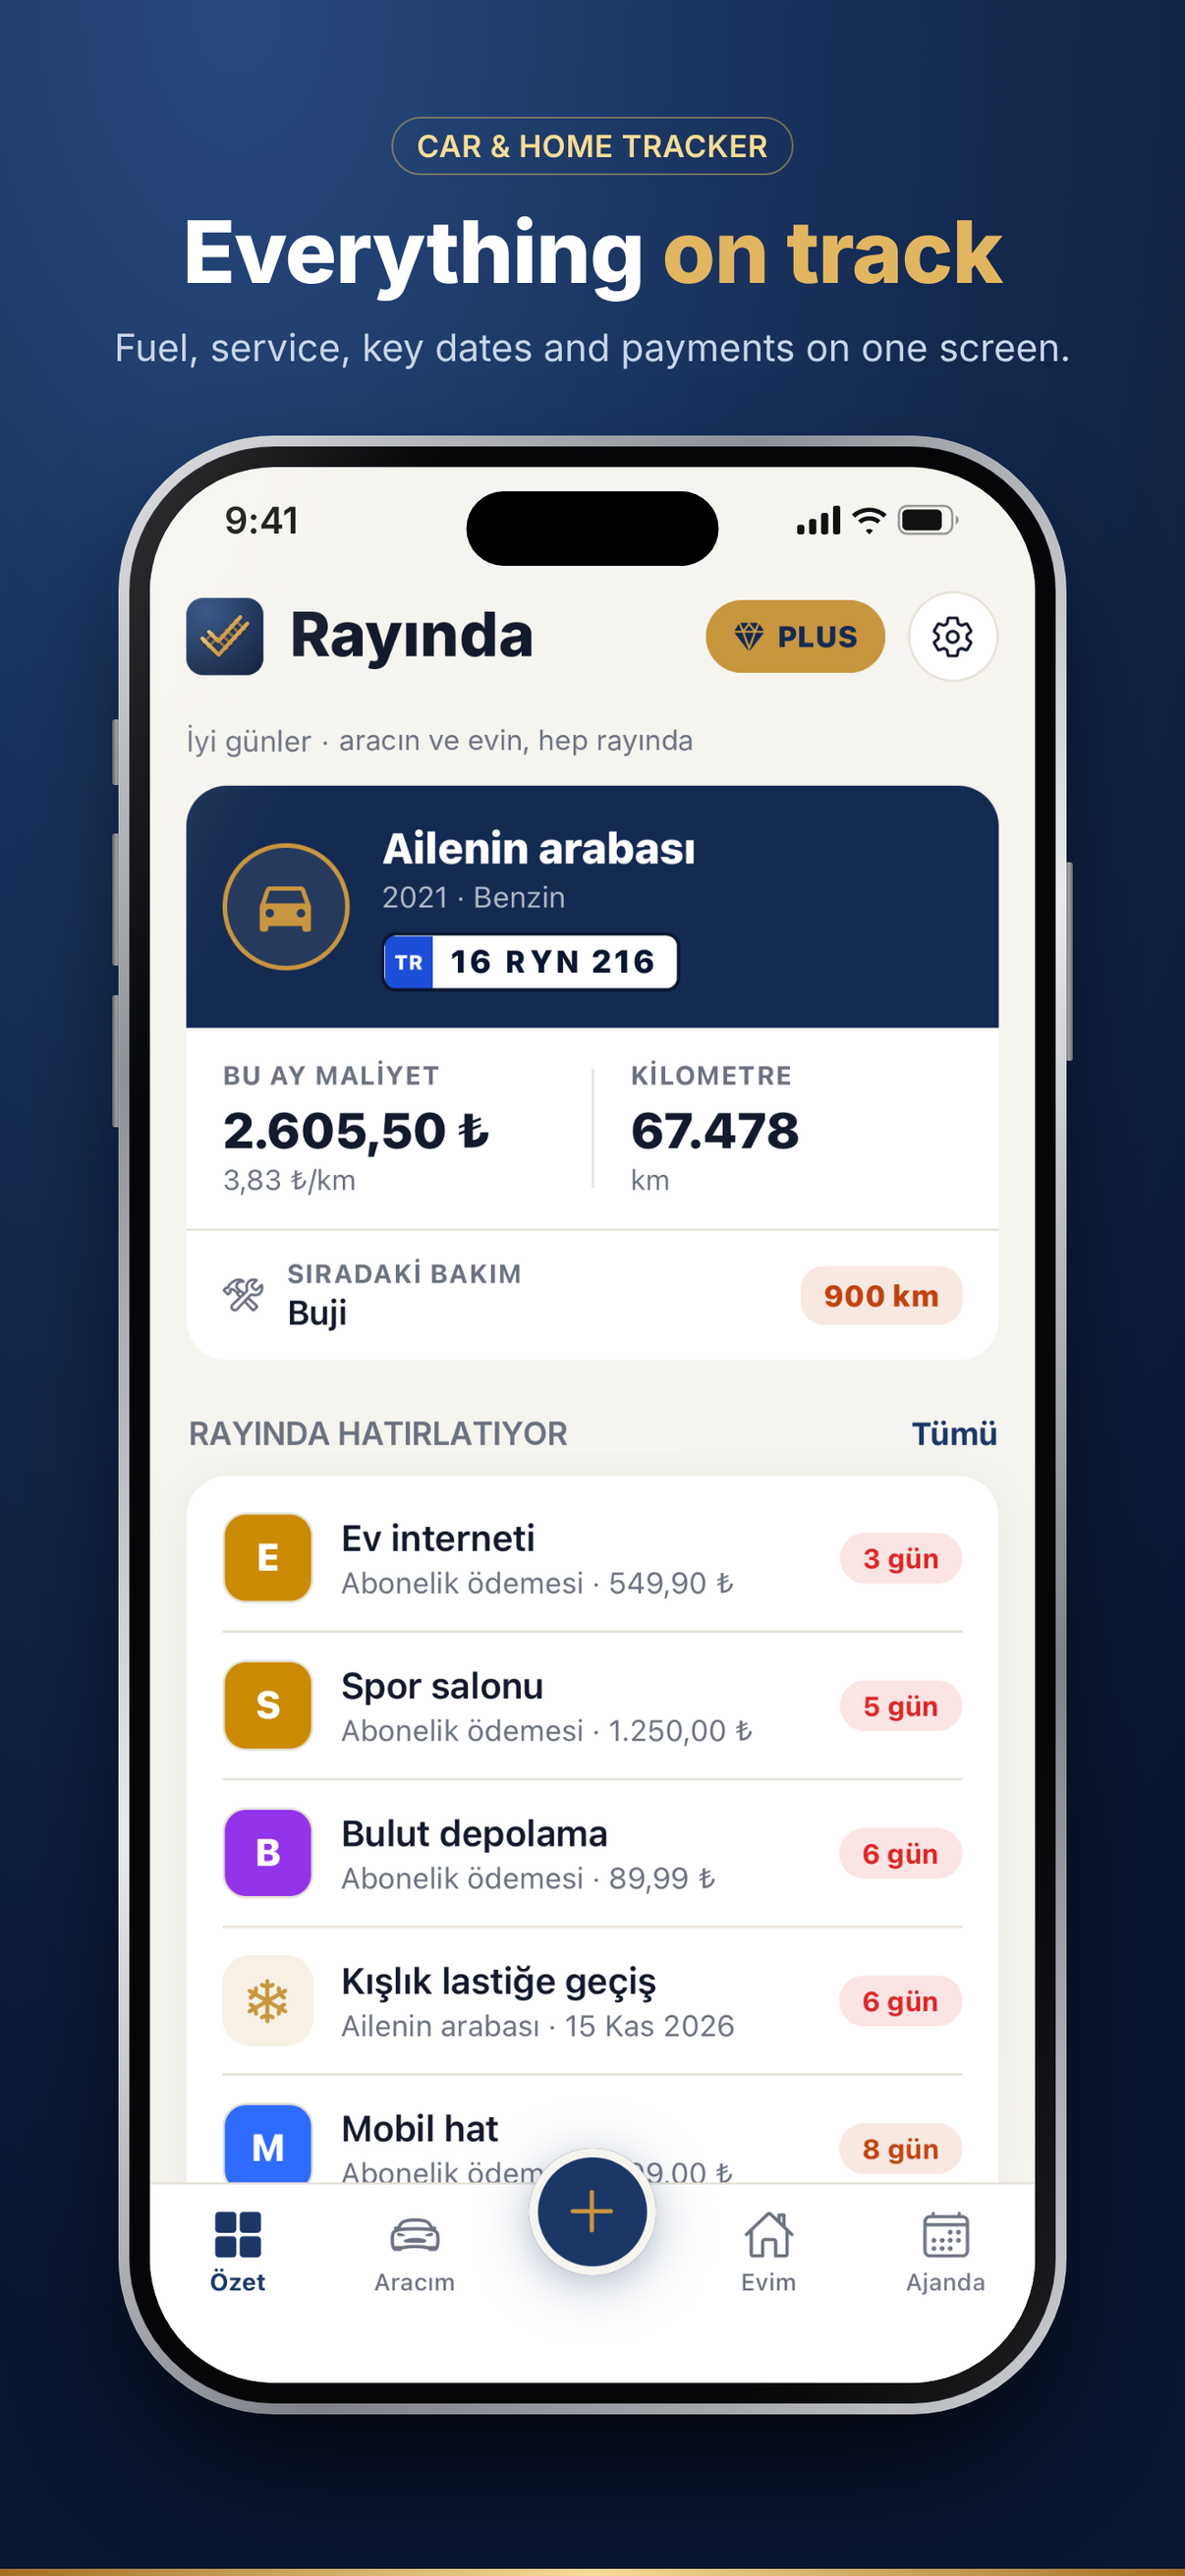 CAR & HOME TRACKER
Everything on track
Fuel, service, key dates and payments on one screen.
9:41
Rayında
PLUS
İyi günler · aracın ve evin, hep rayında
Ailenin arabası
2021 · Benzin
TR 16 RYN 216
BU AY MALİYET
2.605,50 ₺
3,83 ₺/km
KİLOMETRE
67.478
km
SIRADAKİ BAKIM
Buji
900 km
RAYINDA HATIRLATIYOR
Tümü
E
Ev interneti
Abonelik ödemesi · 549,90 ₺
3 gün
S
Spor salonu
Abonelik ödemesi · 1.250,00 ₺
5 gün
B
Bulut depolama
Abonelik ödemesi · 89,99 ₺
6 gün
Kışlık lastiğe geçiş
Ailenin arabası · 15 Kas 2026
6 gün
M
Mobil hat
Abonelik
8 gün
Özet
Aracım
Evim
Ajanda